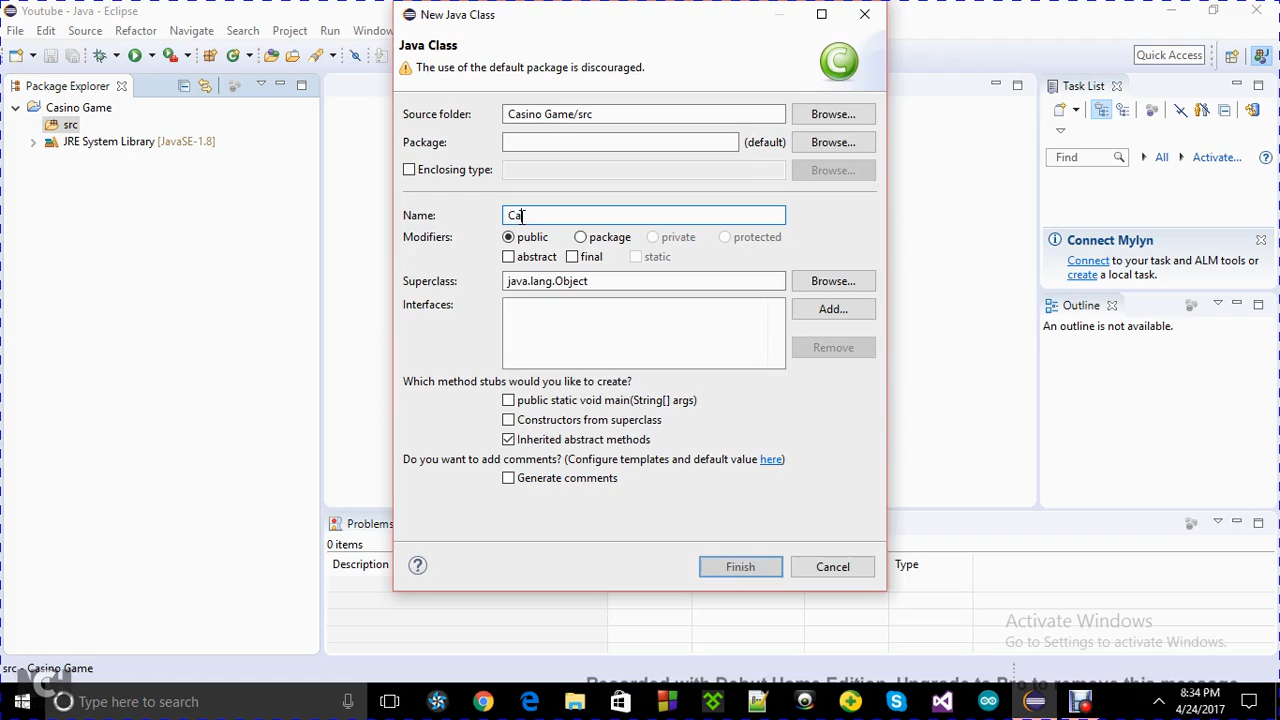 Youtube - Java - Eclipse
File Edit Source Refactor Navigate Search Project Run Window
Quick Access
Package Explorer
Casino Game
src
JRE System Library [JavaSE-1.8]
New Java Class
Java Class
The use of the default package is discouraged.
Source folder: Casino Game/src Browse...
Package: (default) Browse...
Enclosing type: Browse...
Name: Ca
Modifiers: public package private protected
abstract final static
Superclass: java.lang.Object Browse...
Interfaces: Add...
Remove
Which method stubs would you like to create?
public static void main(String[] args)
Constructors from superclass
Inherited abstract methods
Do you want to add comments? (Configure templates and default value here)
Generate comments
Finish Cancel
Task List
Find All Activate...
Connect Mylyn
Connect to your task and ALM tools or
create a local task.
Outline
An outline is not available.
Problems
0 items
Description Type
Activate Windows
Go to Settings to activate Windows.
src - Casino Game
NCH
Type here to search
8:34 PM
4/24/2017